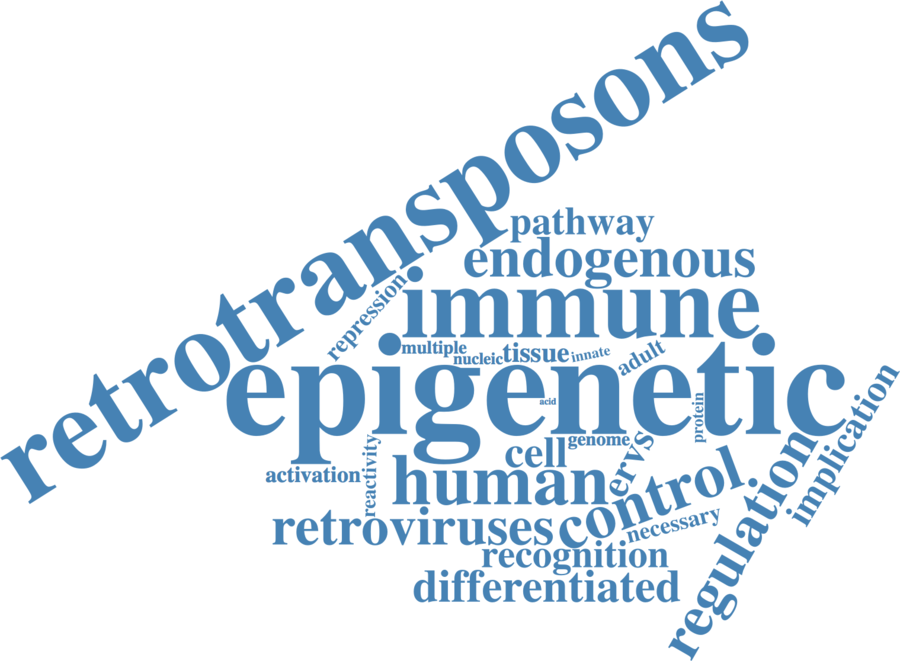 retrotransposons
pathway
endogenous
immune
repression
multiple
nucleic
tissue
innate
adult
epigenetic
acid
protein
genome
cell
ervs
implication
activation
reactivity
human
control
regulation
retroviruses
necessary
recognition
differentiated